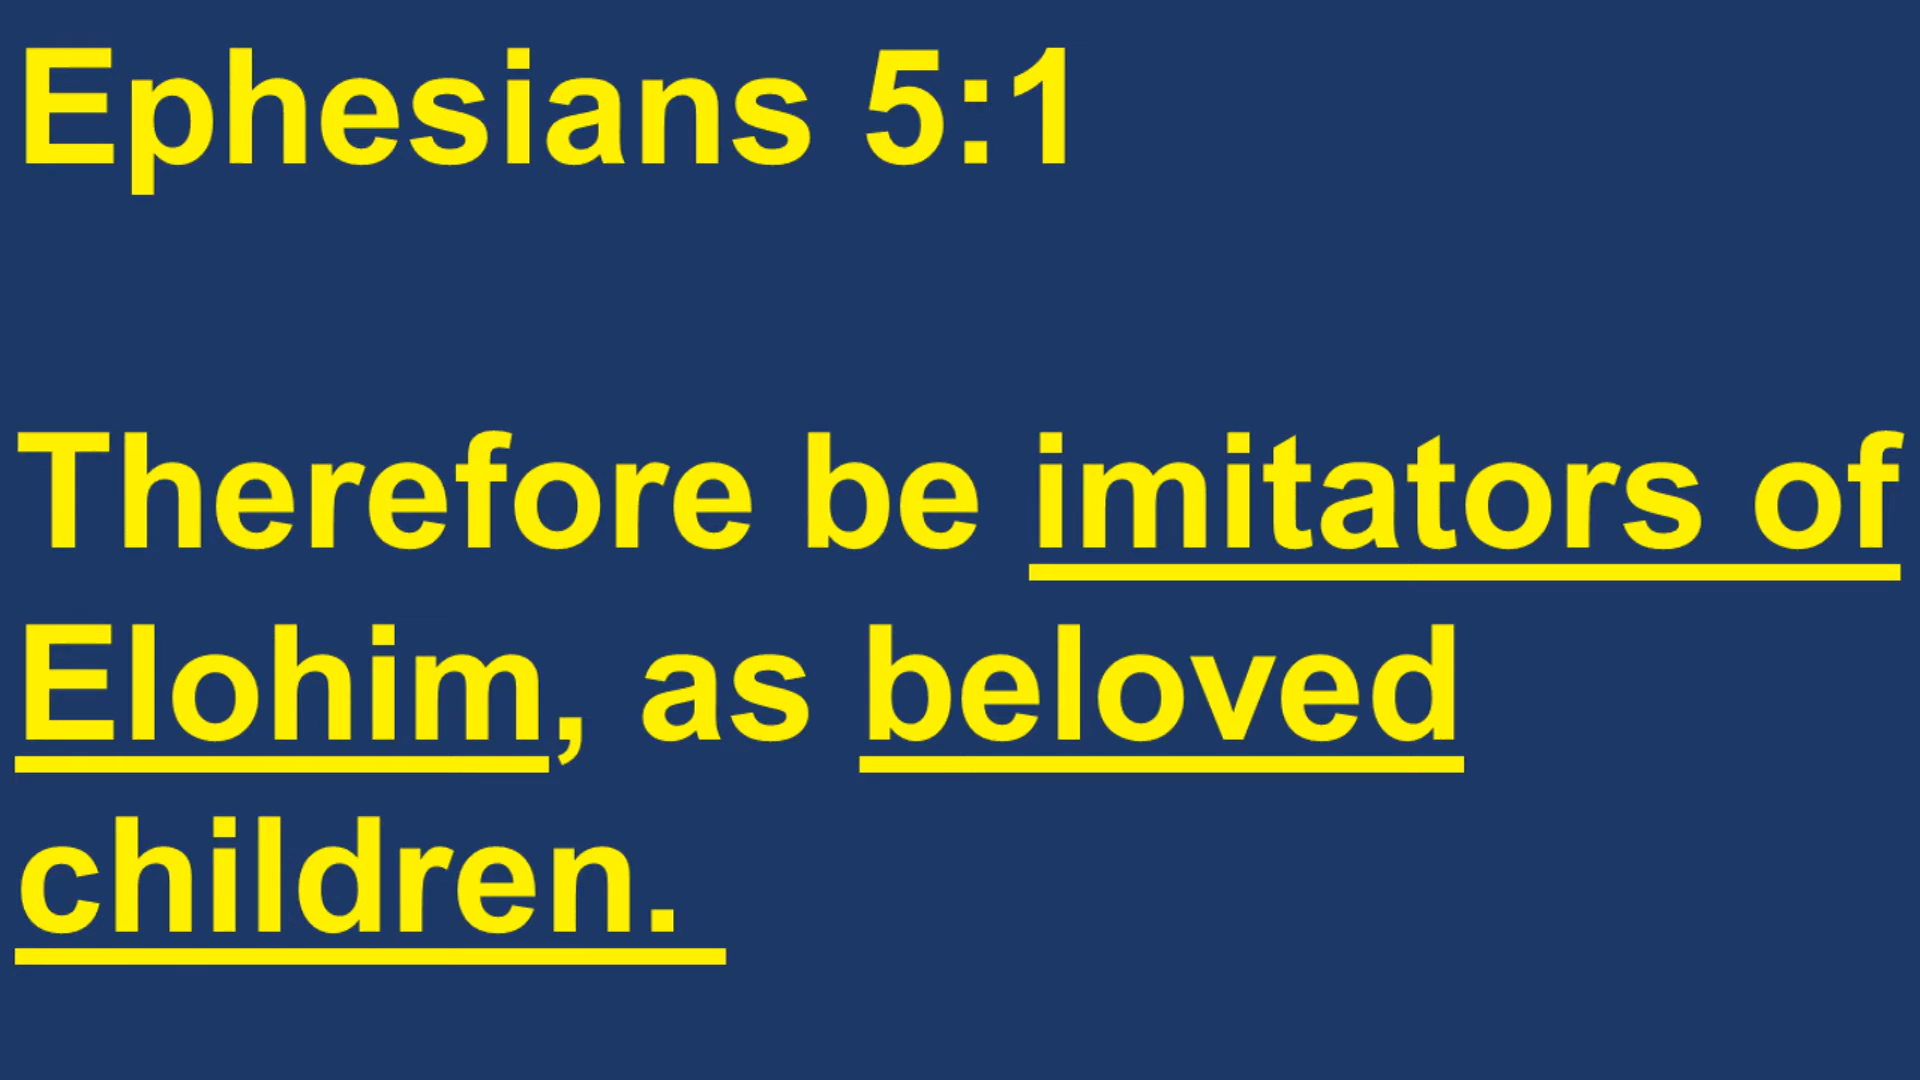 Ephesians 5:1
Therefore be imitators of
Elohim, as beloved
children.